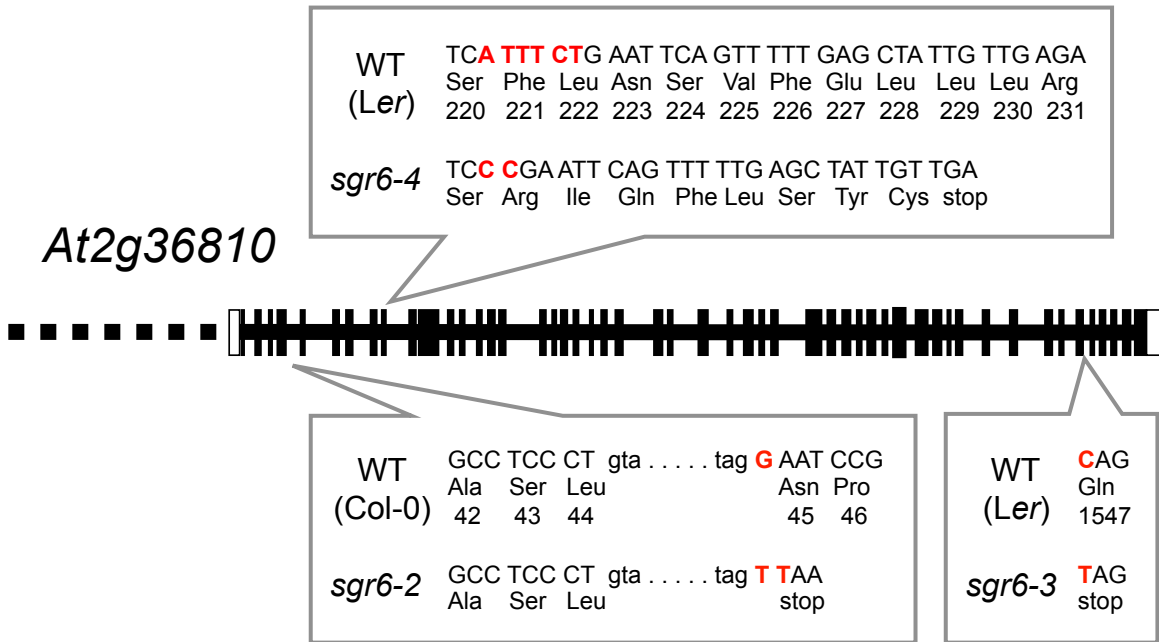 WT
(Ler)
TCA TTT CTG AAT TCA GTT TTT GAG CTA TTG TTG AGA
Ser Phe Leu Asn Ser Val Phe Glu Leu Leu Leu Arg
220 221 222 223 224 225 226 227 228 229 230 231
sgr6-4
TCC CGA ATT CAG TTT TTG AGC TAT TGT TGA
Ser Arg Ile Gln Phe Leu Ser Tyr Cys stop
At2g36810
WT
(Col-0)
GCC TCC CT gta . . . . . tag G AAT CCG
Ala Ser Leu Asn Pro
42 43 44 45 46
sgr6-2
GCC TCC CT gta . . . . . tag T TAA
Ala Ser Leu stop
WT
(Ler)
CAG
Gln
1547
sgr6-3
TAG
stop